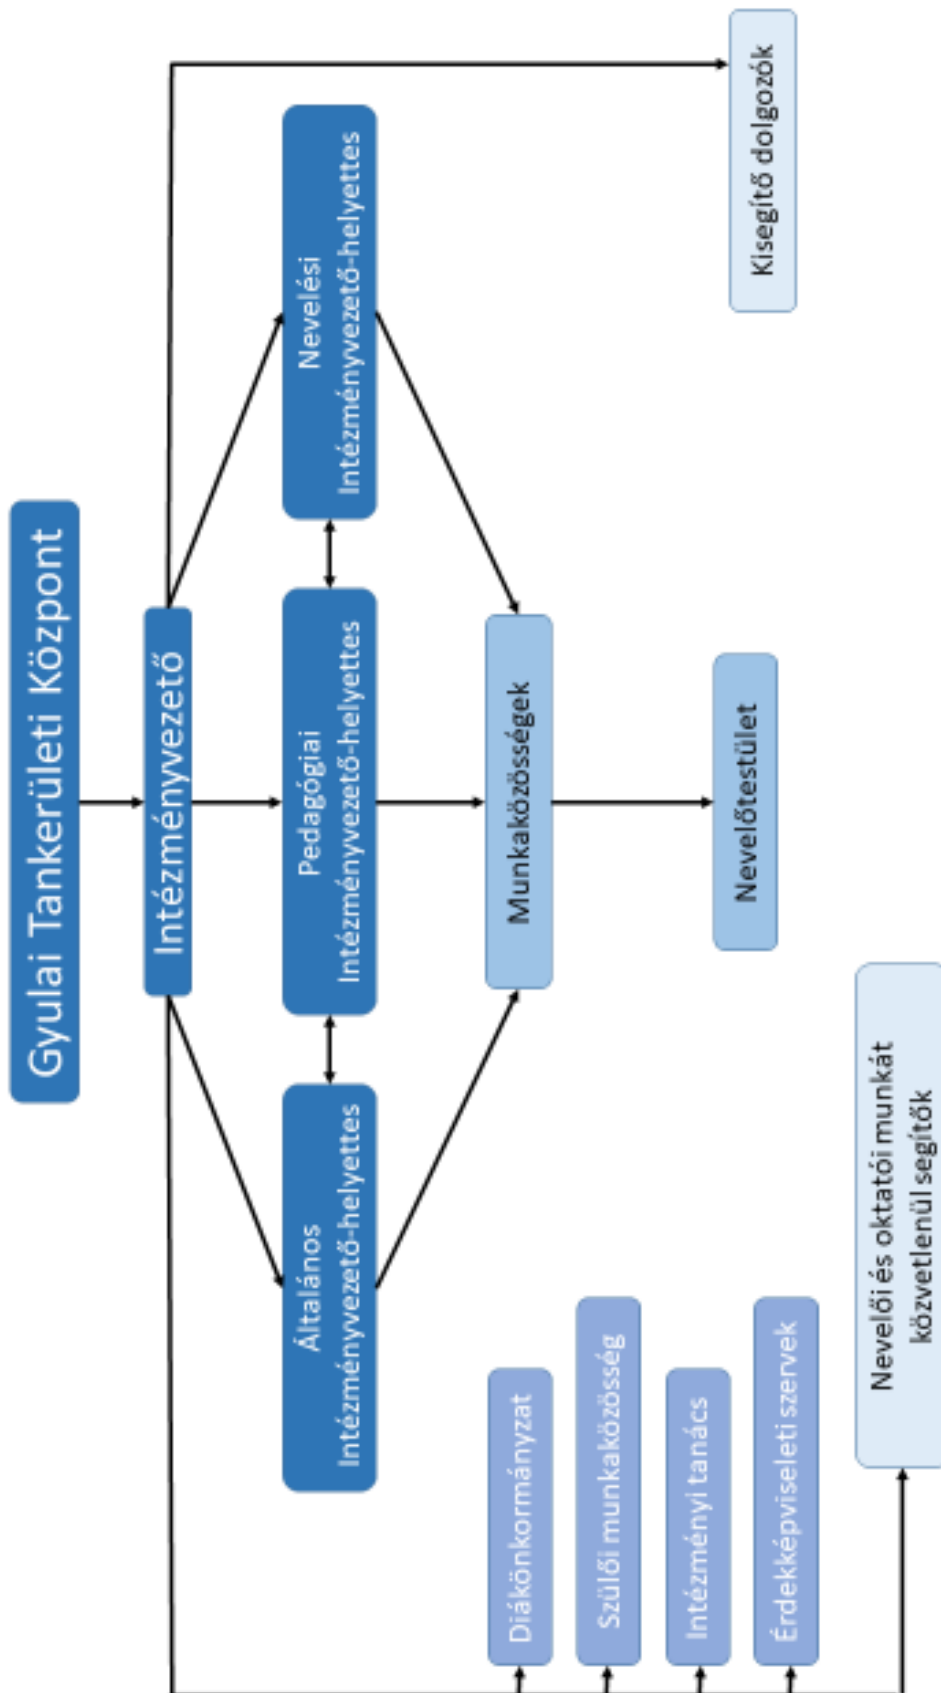 Gyulai Tankerületi Központ
Intézményvezető
Általános
Intézményvezető-helyettes
Pedagógiai
Intézményvezető-helyettes
Nevelési
Intézményvezető-helyettes
Diákönkormányzat
Szülői munkaközösség
Intézményi tanács
Érdekképviseleti szervek
Munkaközösségek
Nevelőtestület
Kisegítő dolgozók
Nevelői és oktatói munkát
közvetlenül segítők